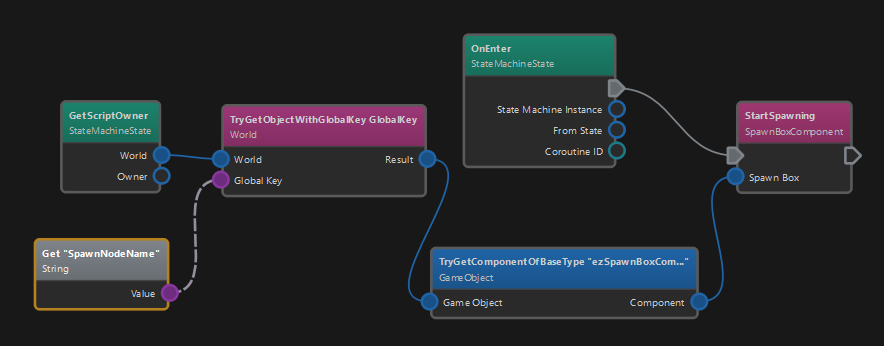 OnEnter
StateMachineState
State Machine Instance
From State
Coroutine ID
GetScriptOwner
StateMachineState
World
Owner
TryGetObjectWithGlobalKey GlobalKey
World
World
Result
Global Key
StartSpawning
SpawnBoxComponent
Spawn Box
Get "SpawnNodeName"
String
Value
TryGetComponentOfBaseType "ezSpawnBoxCom..."
GameObject
Game Object
Component